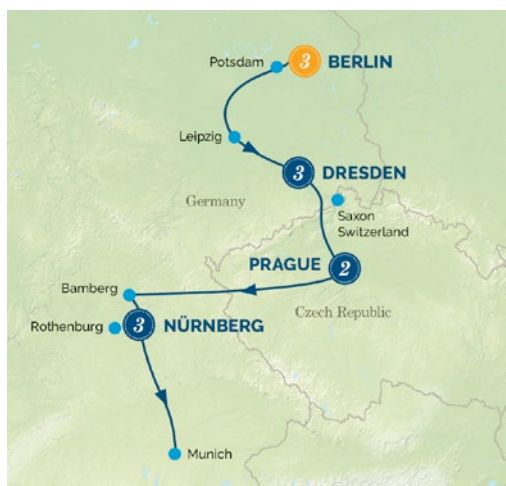 Potsdam
3
BERLIN
Leipzig
3
DRESDEN
Germany
Saxon
Switzerland
PRAGUE
2
Bamberg
Czech Republic
Rothenburg
3
NÜRNBERG
Munich